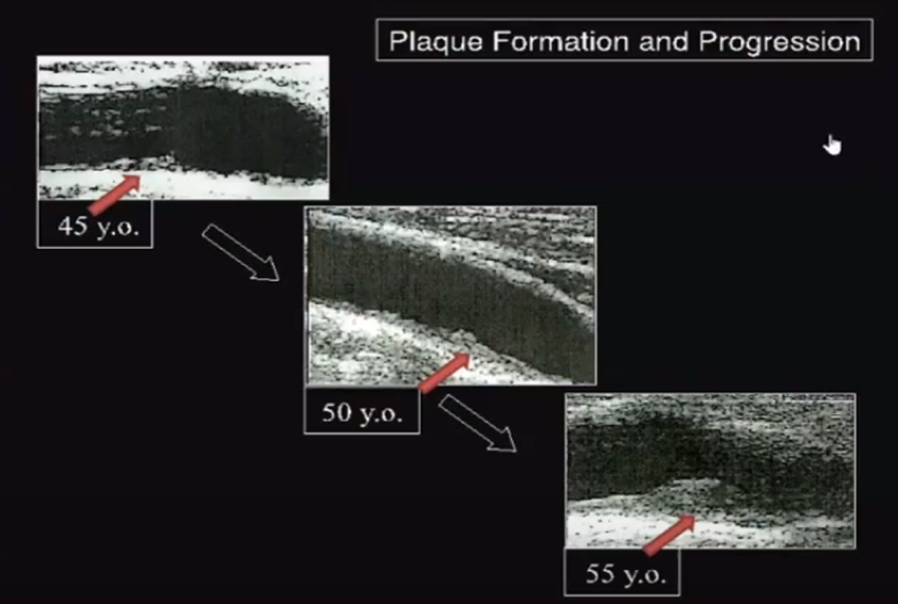 Plaque Formation and Progression
45 y.o.
50 y.o.
55 y.o.